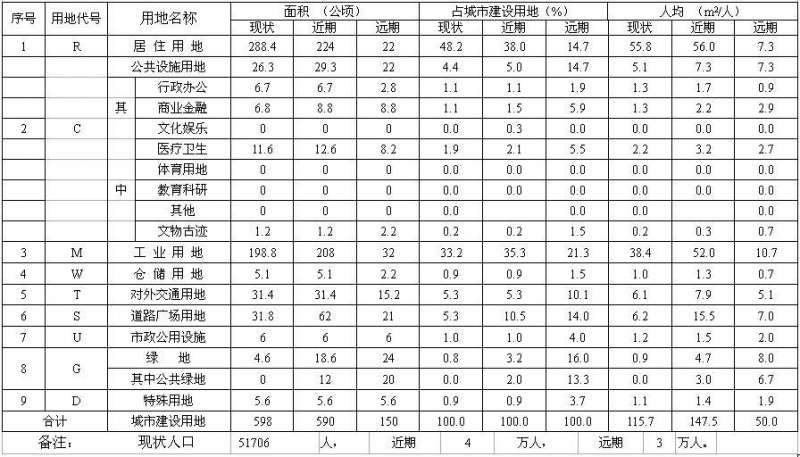 序号 用地代号 用地名称 面积 （公顷） 占城市建设用地(%) 人均 (m²/人)
现状 近期 远期 现状 近期 远期 现状 近期 远期
1 R 居 住 用 地 288.4 224 22 48.2 38.0 14.7 55.8 56.0 7.3
公共设施用地 26.3 29.3 22 4.4 5.0 14.7 5.1 7.3 7.3
行政办公 6.7 6.7 2.8 1.1 1.1 1.9 1.3 1.7 0.9
其 商业金融 6.8 8.8 8.8 1.1 1.5 5.9 1.3 2.2 2.9
2 C 文化娱乐 0 0 0 0.0 0.3 0.0 0.0 0.0 0.0
医疗卫生 11.6 12.6 8.2 1.9 2.1 5.5 2.2 3.2 2.7
体育用地 0 0 0 0.0 0.0 0.0 0.0 0.0 0.0
中 教育科研 0 0 0 0.0 0.0 0.0 0.0 0.0 0.0
其他 0 0 0 0.0 0.0 0.0 0.0
文物古迹 1.2 1.2 2.2 0.2 0.2 1.5 0.2 0.3 0.7
3 M 工 业 用 地 198.8 208 32 33.2 35.3 21.3 38.4 52.0 10.7
4 W 仓 储 用 地 5.1 5.1 2.2 0.9 0.9 1.5 1.0 1.3 0.7
5 T 对外交通用地 31.4 31.4 15.2 5.3 5.3 10.1 6.1 7.9 5.1
6 S 道路广场用地 31.8 62 21 5.3 10.5 14.0 6.2 15.5 7.0
7 U 市政公用设施 6 6 6 1.0 1.0 4.0 1.2 1.5 2.0
8 G 绿 地 4.6 18.6 24 0.8 3.2 16.0 0.9 4.7 8.0
其中公共绿地 0 12 20 0.0 2.0 13.3 0.0 3.0 6.7
9 D 特殊用地 5.6 5.6 5.6 0.9 0.9 3.7 1.1 1.4 1.9
合计 城市建设用地 598 590 150 100.0 100.0 100.0 115.7 147.5 50.0
备注： 现状人口 51706 人， 近期 4 万人， 远期 3 万人。